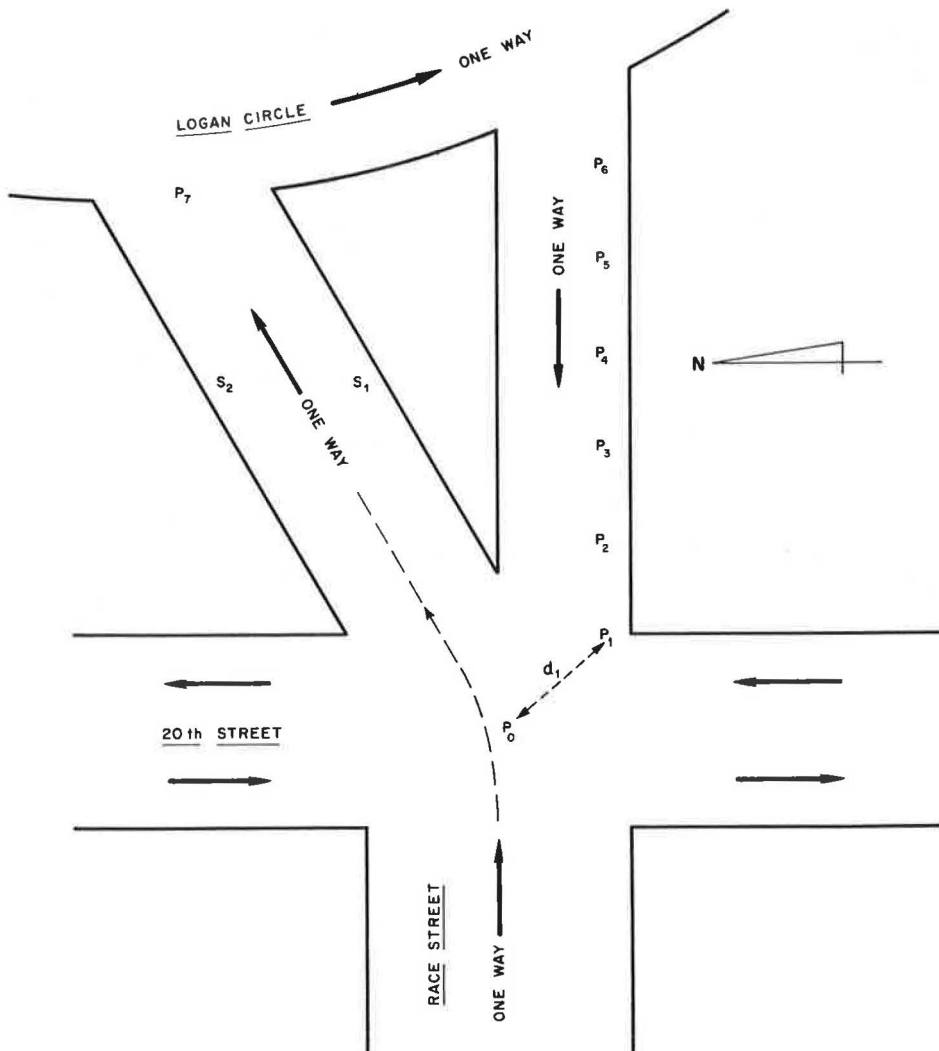 ONE WAY
LOGAN CIRCLE
P7
P6
ONE WAY
P5
P4
N
S2
S1
ONE WAY
P3
P2
P1
d1
P0
20th STREET
RACE STREET
ONE WAY